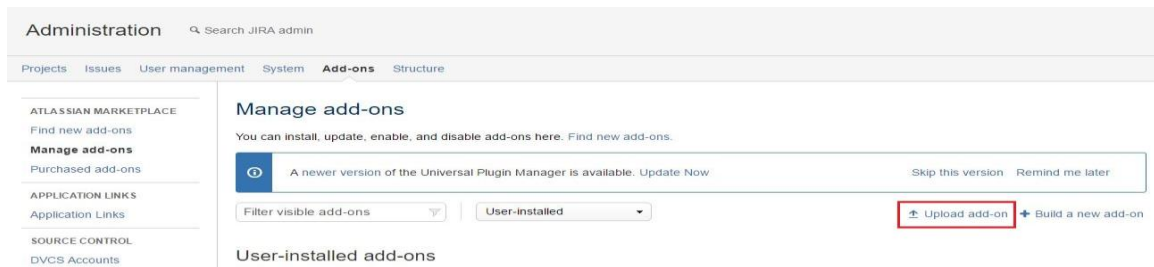 Administration Search JIRA admin
Projects Issues User management System Add-ons Structure
ATLASSIAN MARKETPLACE
Find new add-ons
Manage add-ons
Purchased add-ons
APPLICATION LINKS
Application Links
SOURCE CONTROL
DVCS Accounts
Manage add-ons
You can install, update, enable, and disable add-ons here. Find new add-ons.
A newer version of the Universal Plugin Manager is available. Update Now Skip this version Remind me later
Filter visible add-ons User-installed Upload add-on Build a new add-on
User-installed add-ons